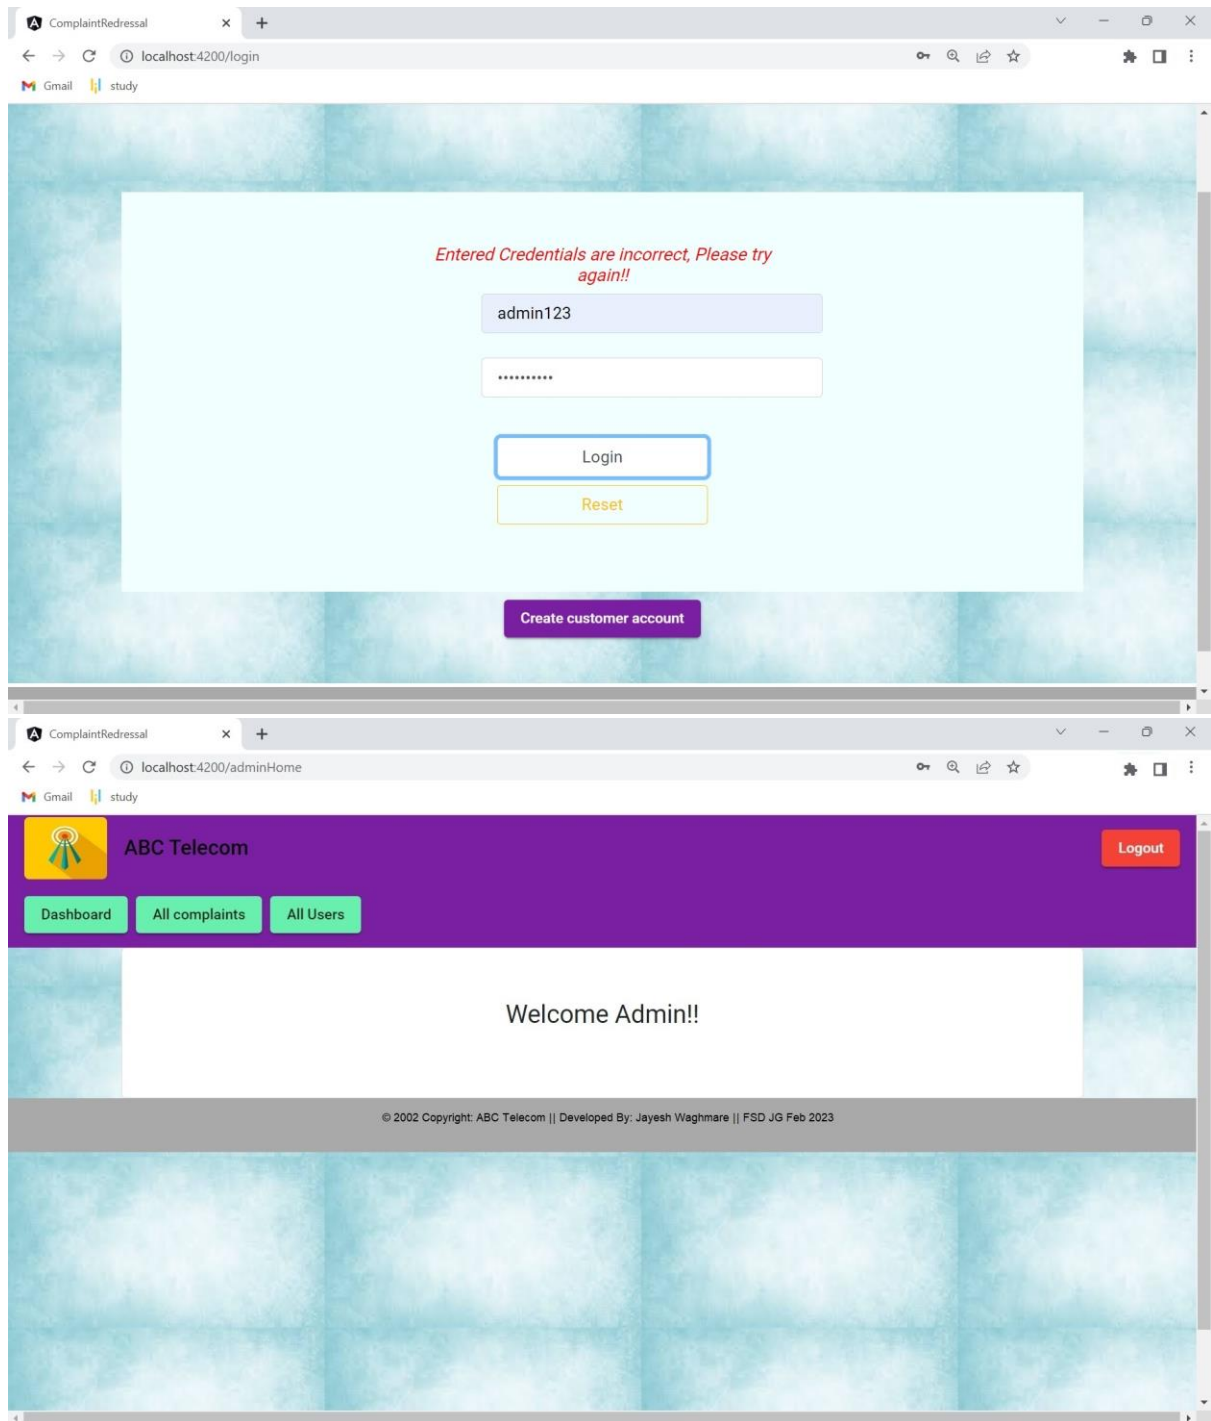 ComplaintRedressal
localhost:4200/login
Gmail study
Entered Credentials are incorrect, Please try
again!!
admin123
••••••••••
Login
Reset
Create customer account
ComplaintRedressal
localhost:4200/adminHome
Gmail study
ABC Telecom
Logout
Dashboard All complaints All Users
Welcome Admin!!
© 2002 Copyright: ABC Telecom || Developed By: Jayesh Waghmare || FSD JG Feb 2023